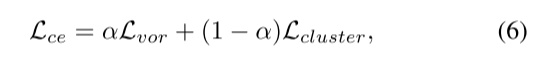 ℒ_{ce} = αℒ_{vor} + (1 − α)ℒ_{cluster}, (6)